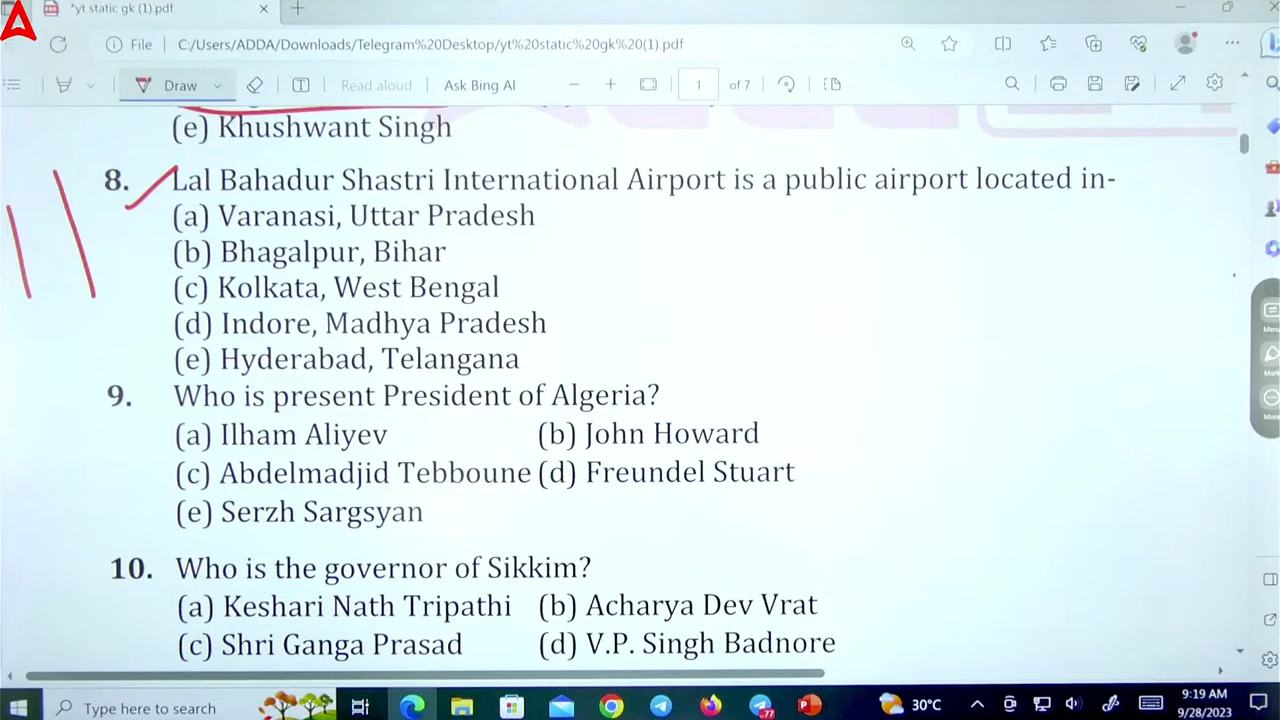 *yt static gk (1).pdf
File
C:/Users/ADDA/Downloads/Telegram%20Desktop/yt%20static%20gk%20(1).pdf
Draw
Read aloud
Ask Bing AI
1
of 7
(e) Khushwant Singh
8. Lal Bahadur Shastri International Airport is a public airport located in-
(a) Varanasi, Uttar Pradesh
(b) Bhagalpur, Bihar
(c) Kolkata, West Bengal
(d) Indore, Madhya Pradesh
(e) Hyderabad, Telangana
9. Who is present President of Algeria?
(a) Ilham Aliyev (b) John Howard
(c) Abdelmadjid Tebboune (d) Freundel Stuart
(e) Serzh Sargsyan
10. Who is the governor of Sikkim?
(a) Keshari Nath Tripathi (b) Acharya Dev Vrat
(c) Shri Ganga Prasad (d) V.P. Singh Badnore
Type here to search
77
30°C
9:19 AM
9/28/2023